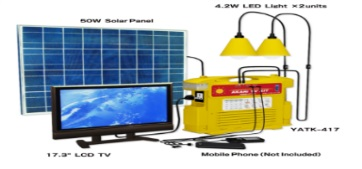 4.2W LED Light ×2units
50W Solar Panel
YATK-417
17.3" LCD TV
Mobile Phone (Not Included)